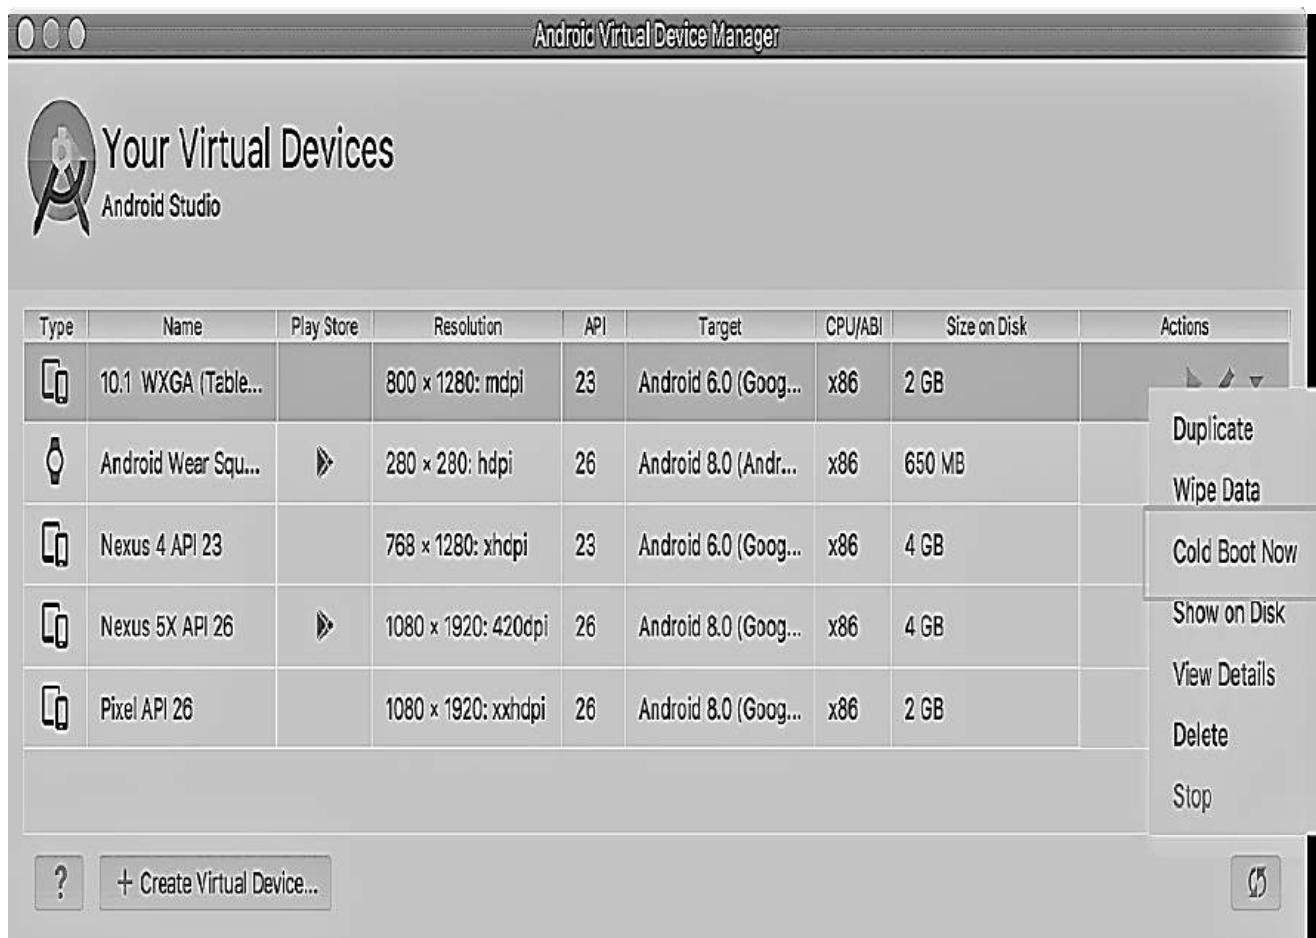 Android Virtual Device Manager
Your Virtual Devices
Android Studio
Type Name Play Store Resolution API Target CPU/ABI Size on Disk Actions
10.1 WXGA (Table... 800 × 1280: mdpi 23 Android 6.0 (Goog... x86 2 GB
Android Wear Squ... 280 × 280: hdpi 26 Android 8.0 (Andr... x86 650 MB
Nexus 4 API 23 768 × 1280: xhdpi 23 Android 6.0 (Goog... x86 4 GB
Nexus 5X API 26 1080 x 1920: 420dpi 26 Android 8.0 (Goog... x86 4 GB
Pixel API 26 1080 × 1920: xxhdpi 26 Android 8.0 (Goog... x86 2 GB
Duplicate
Wipe Data
Cold Boot Now
Show on Disk
View Details
Delete
Stop
? + Create Virtual Device...